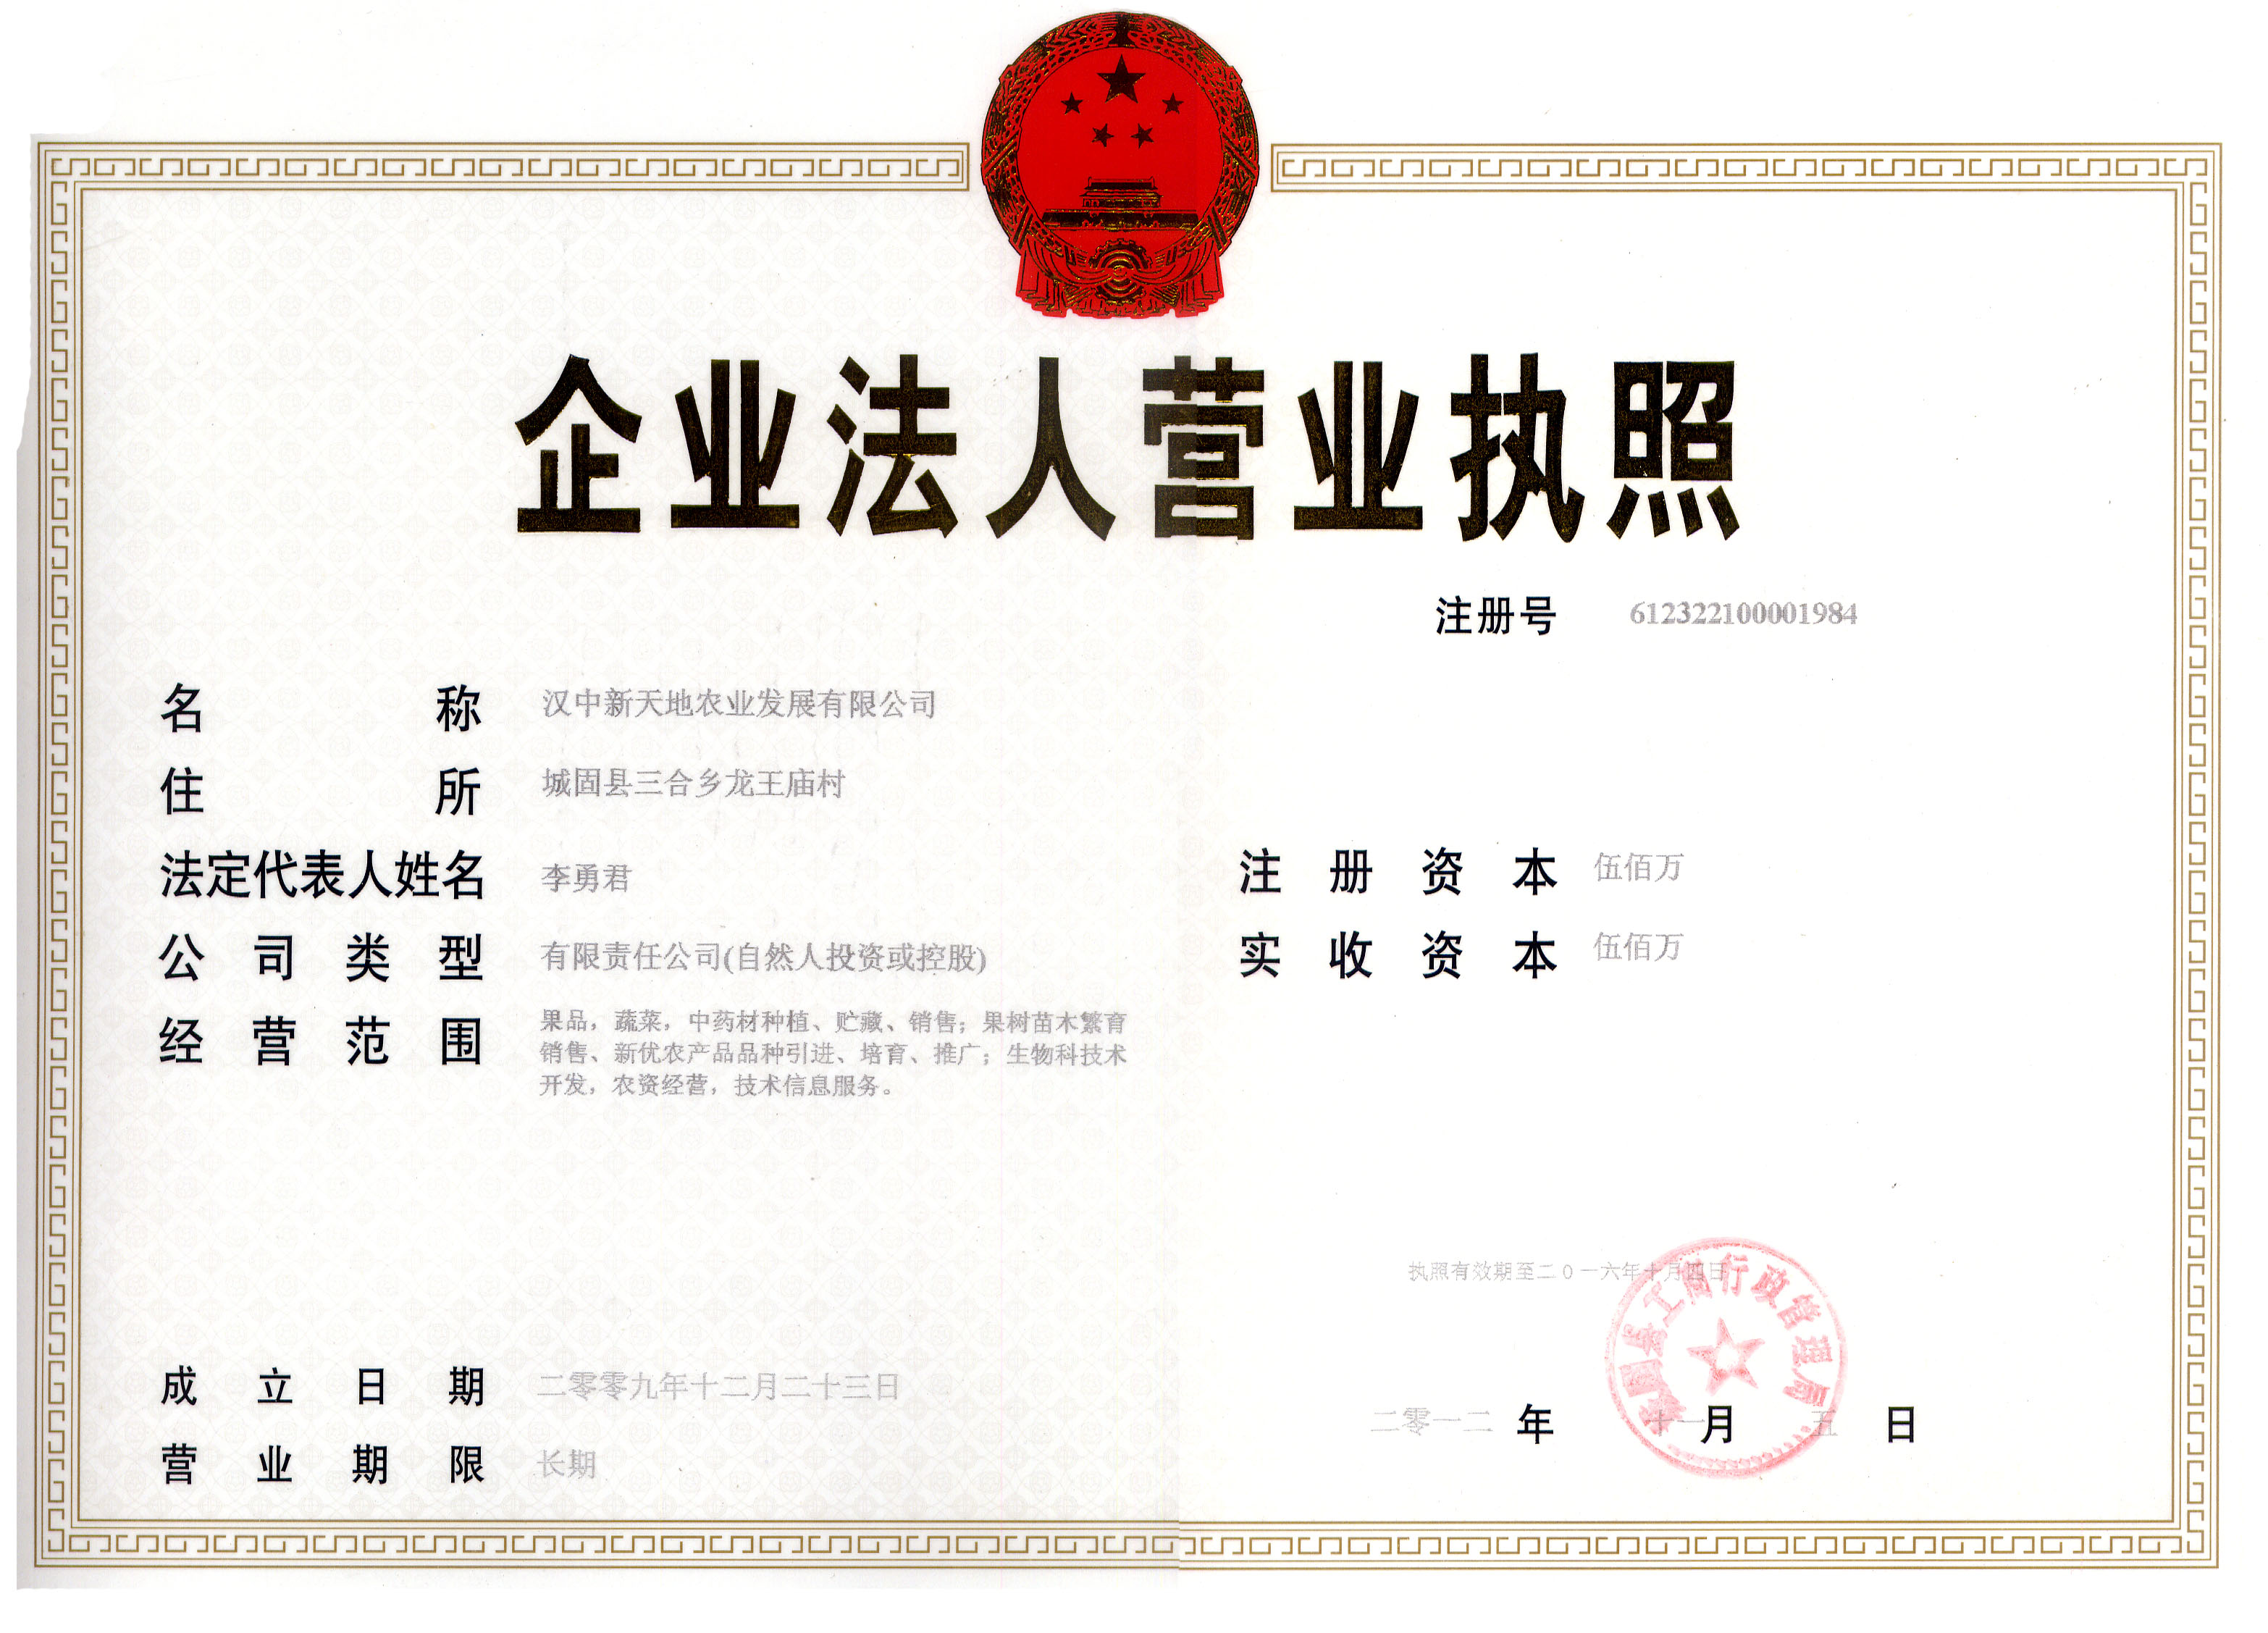 企业法人营业执照
注册号 612322100001984
名称 汉中新天地农业发展有限公司
住所 城固县三合乡龙王庙村
法定代表人姓名 李勇君
注册资本 伍佰万
公司类型 有限责任公司(自然人投资或控股)
实收资本 伍佰万
经营范围 果品，蔬菜，中药材种植、贮藏、销售；果树苗木繁育
销售、新优农产品品种引进、培育、推广；生物科技术
开发，农资经营，技术信息服务。
执照有效期至二0一六年十月四日
城固县工商行政管理局
成立日期 二零零九年十二月二十三日
二零一二年十一月五日
营业期限 长期